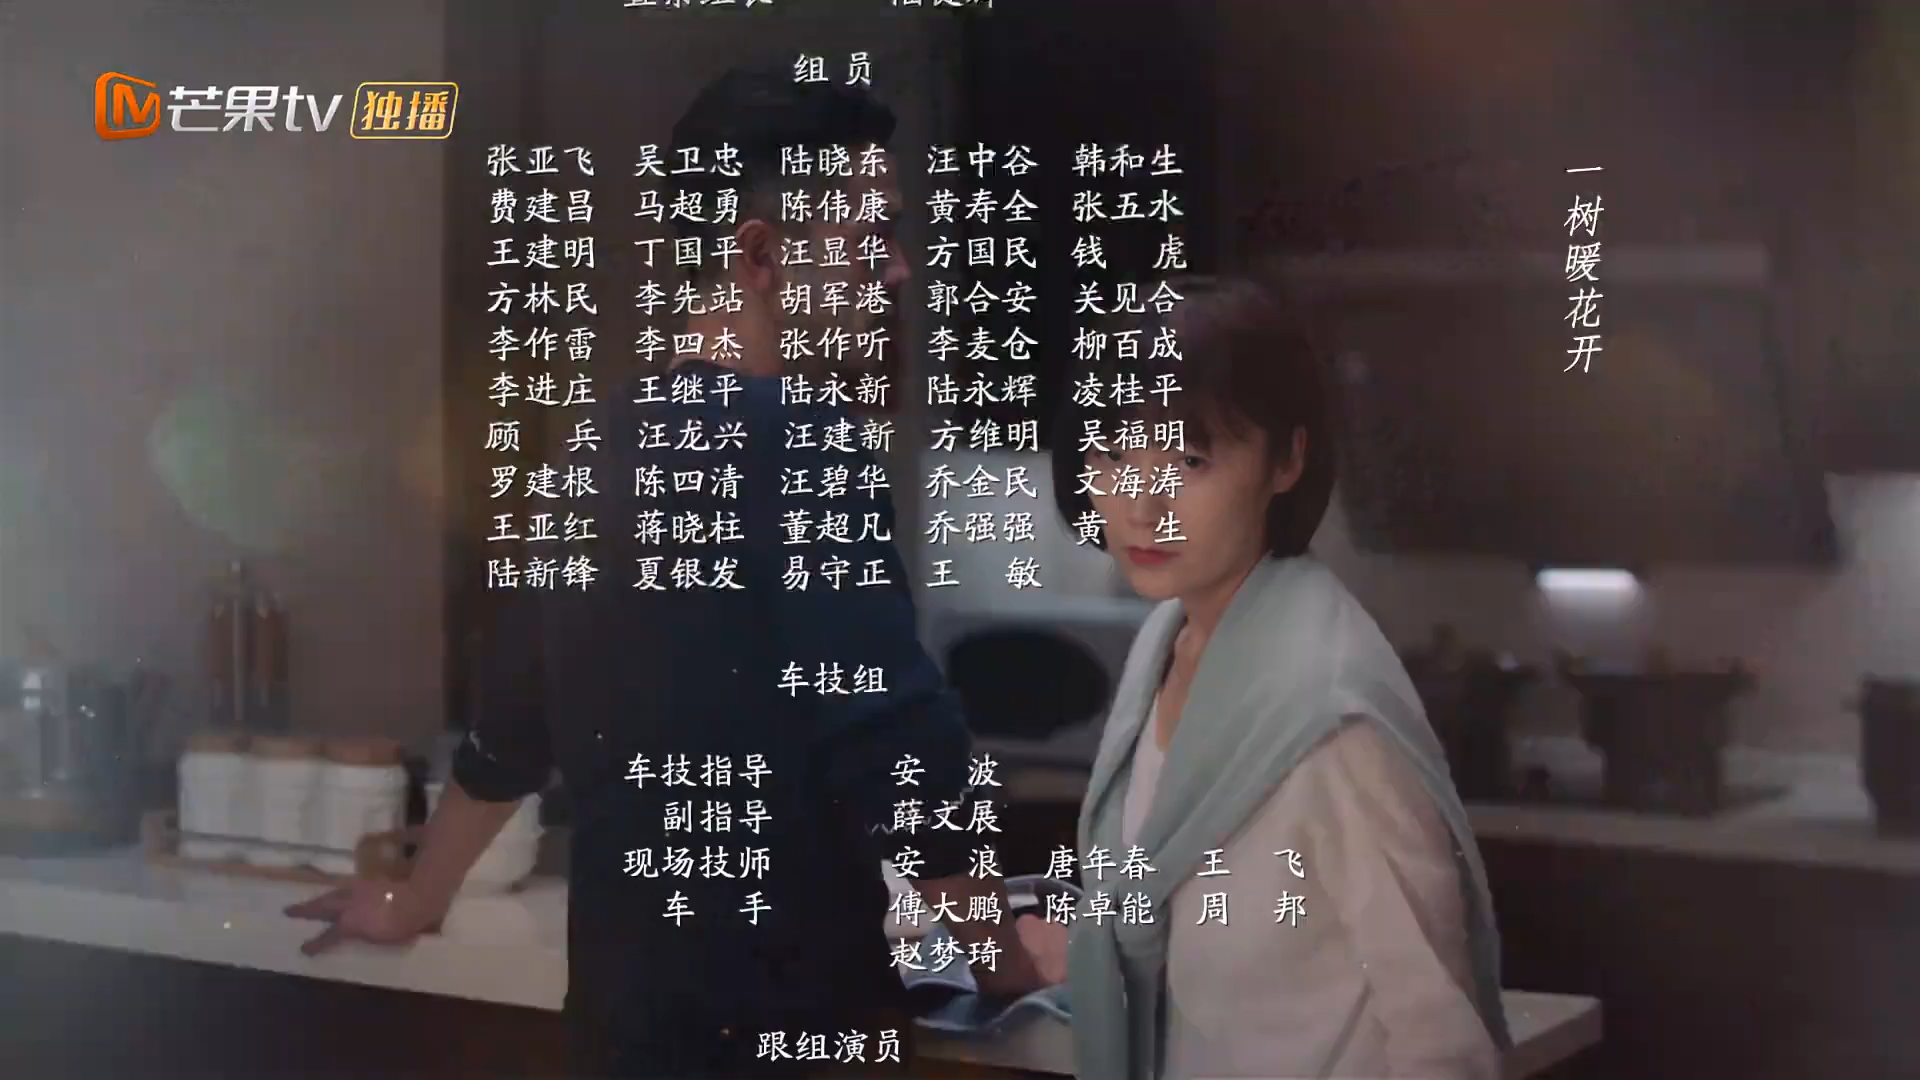 组员
芒果tv 独播
张亚飞 吴卫忠 陆晓东 汪中谷 韩和生
费建昌 马超勇 陈伟康 黄寿全 张五水
王建明 丁国平 汪显华 方国民 钱虎
方林民 李先站 胡军港 郭合安 关见合
李作雷 李四杰 张作听 李麦仓 柳百成
李进庄 王继平 陆永新 陆永辉 凌桂平
顾兵 汪龙兴 汪建新 方维明 吴福明
罗建根 陈四清 汪碧华 乔金民 文海涛
王亚红 蒋晓柱 董超凡 乔强强 黄生
陆新锋 夏银发 易守正 王敏
车技组
车技指导 安波
副指导 薛文展
现场技师 安浪 唐年春 王飞
车手 傅大鹏 陈卓能 周邦
赵梦琦
跟组演员
一树暖花开